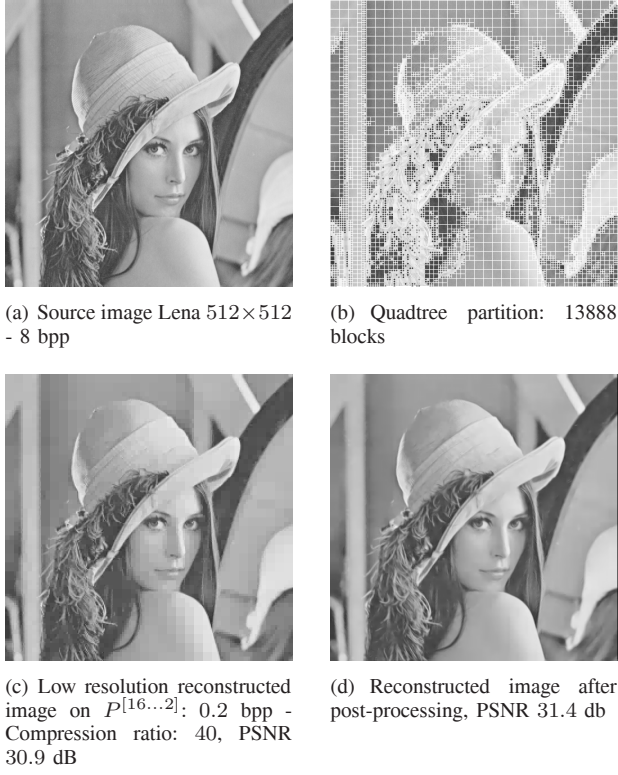 (a) Source image Lena 512×512
- 8 bpp
(b) Quadtree partition: 13888
blocks
(c) Low resolution reconstructed
image on P^[16...2]: 0.2 bpp -
Compression ratio: 40, PSNR
30.9 dB
(d) Reconstructed image after
post-processing, PSNR 31.4 db